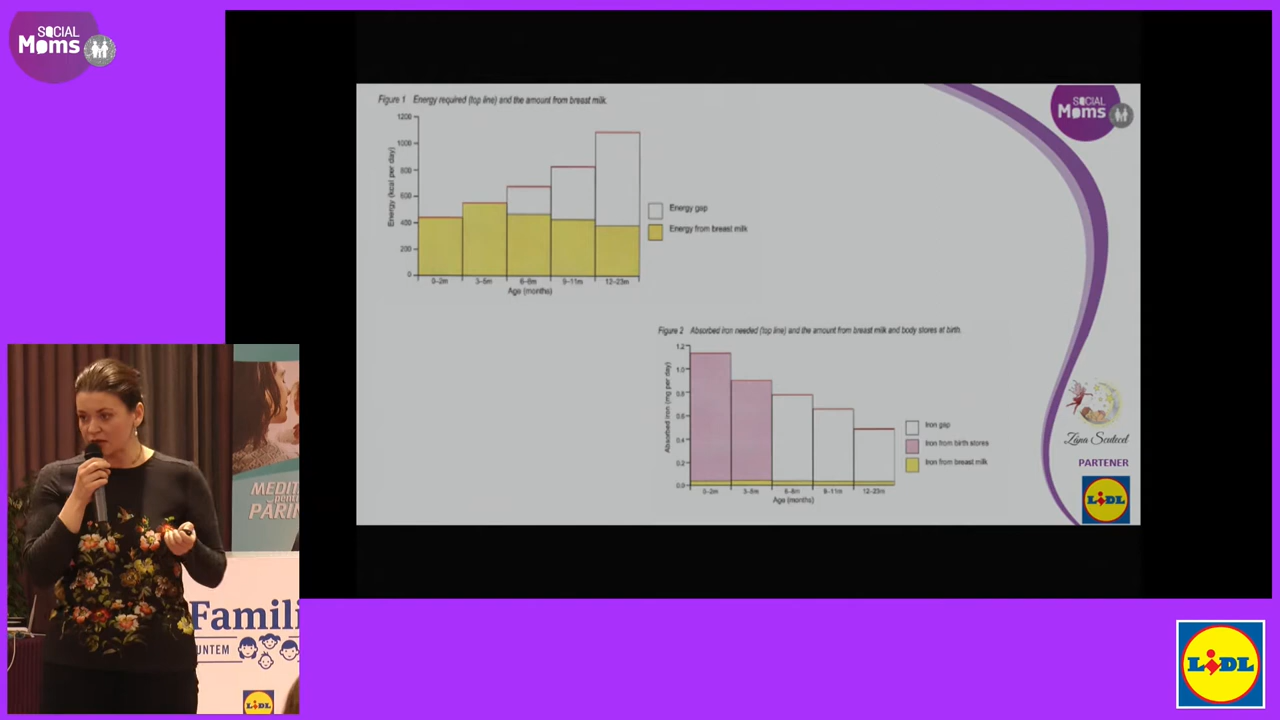 SOCIAL
Moms
Figure 1 Energy required (top line) and the amount from breast milk.
1200
1000
800
600
400
200
0
Energy (kcal per day)
0–2m
3–5m
6–8m
9–11m
12–23m
Age (months)
Energy gap
Energy from breast milk
SOCIAL
Moms
Figure 2 Absorbed iron needed (top line) and the amount from breast milk and body stores at birth.
1.2
1.0
0.8
0.6
0.4
0.2
0.0
Absorbed iron (mg per day)
0–2m
3–5m
6–8m
9–11m
12–23m
Age (months)
Iron gap
Iron from birth stores
Iron from breast milk
Zâna Scutecel
PARTENER
LiDL
MEDIT
PĂRIN
Famili
UNTEM
LiDL
LiDL